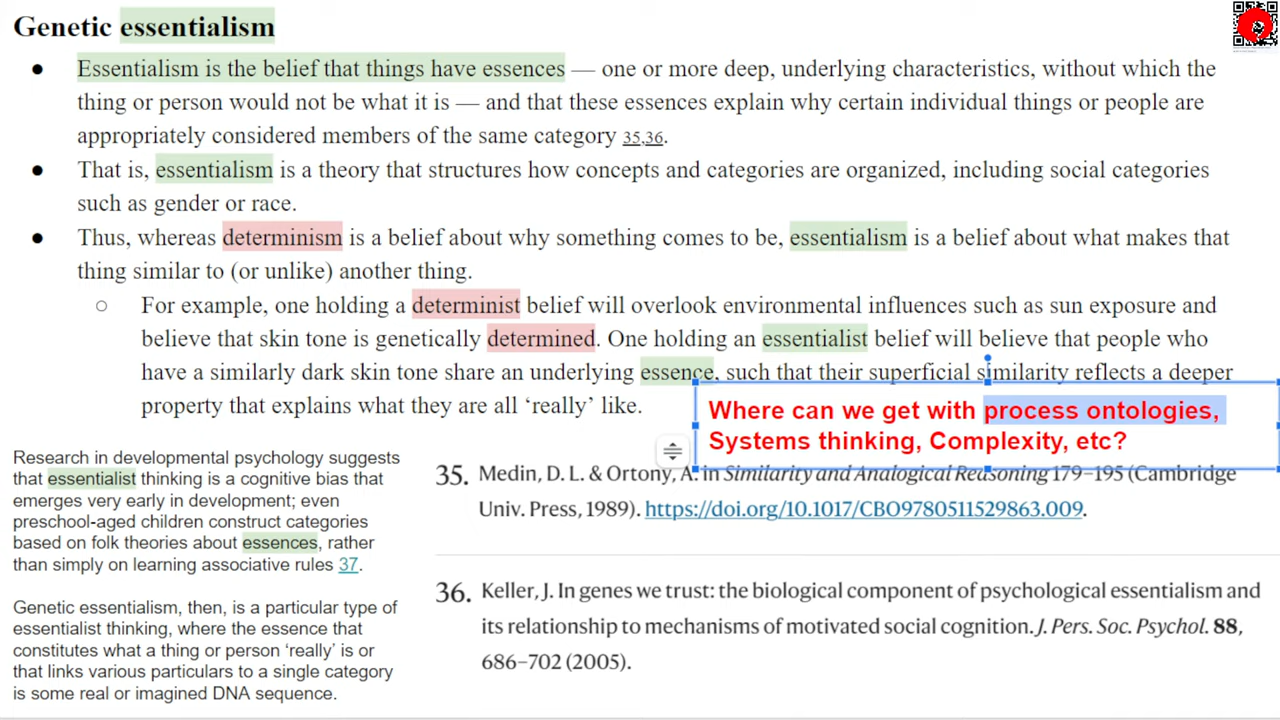 Genetic essentialism
● Essentialism is the belief that things have essences — one or more deep, underlying characteristics, without which the
thing or person would not be what it is — and that these essences explain why certain individual things or people are
appropriately considered members of the same category 35,36.
● That is, essentialism is a theory that structures how concepts and categories are organized, including social categories
such as gender or race.
● Thus, whereas determinism is a belief about why something comes to be, essentialism is a belief about what makes that
thing similar to (or unlike) another thing.
○ For example, one holding a determinist belief will overlook environmental influences such as sun exposure and
believe that skin tone is genetically determined. One holding an essentialist belief will believe that people who
have a similarly dark skin tone share an underlying essence, such that their superficial similarity reflects a deeper
property that explains what they are all ‘really’ like.
Where can we get with process ontologies,
Systems thinking, Complexity, etc?
Research in developmental psychology suggests
that essentialist thinking is a cognitive bias that
emerges very early in development; even
preschool-aged children construct categories
based on folk theories about essences, rather
than simply on learning associative rules 37.
Genetic essentialism, then, is a particular type of
essentialist thinking, where the essence that
constitutes what a thing or person ‘really’ is or
that links various particulars to a single category
is some real or imagined DNA sequence.
35. Medin, D. L. & Ortony, A. in Similarity and Analogical Reasoning 179–195 (Cambridge
Univ. Press, 1989). https://doi.org/10.1017/CBO9780511529863.009.
36. Keller, J. In genes we trust: the biological component of psychological essentialism and
its relationship to mechanisms of motivated social cognition. J. Pers. Soc. Psychol. 88,
686–702 (2005).